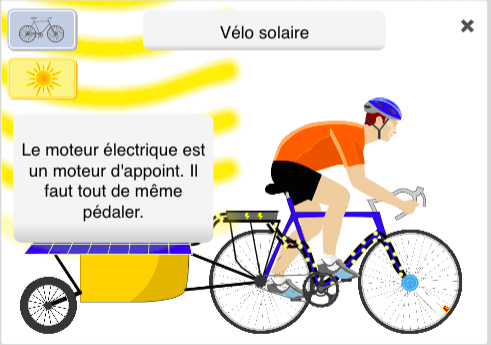 Vélo solaire
Le moteur électrique est
un moteur d'appoint. Il
faut tout de même
pédaler.